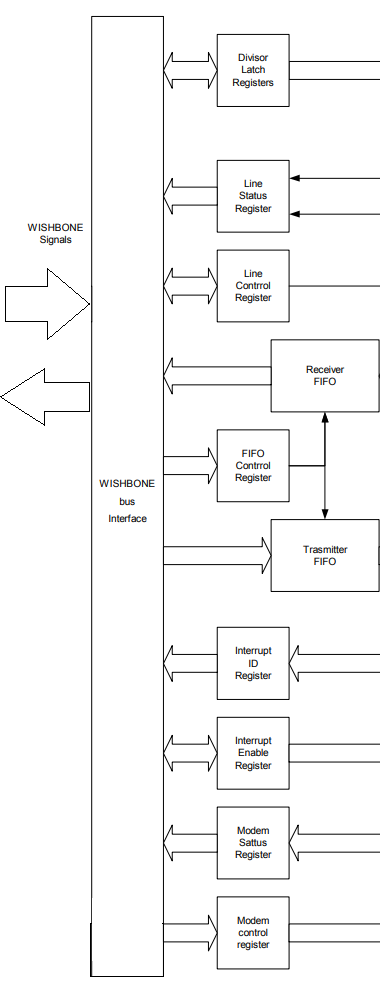 Divisor
Latch
Registers
Line
Status
Register
WISHBONE
Signals
Line
Contrrol
Register
Receiver
FIFO
FIFO
Contrrol
Register
WISHBONE
bus
Interface
Trasmitter
FIFO
Interrupt
ID
Register
Interrupt
Enable
Register
Modem
Sattus
Register
Modem
control
register